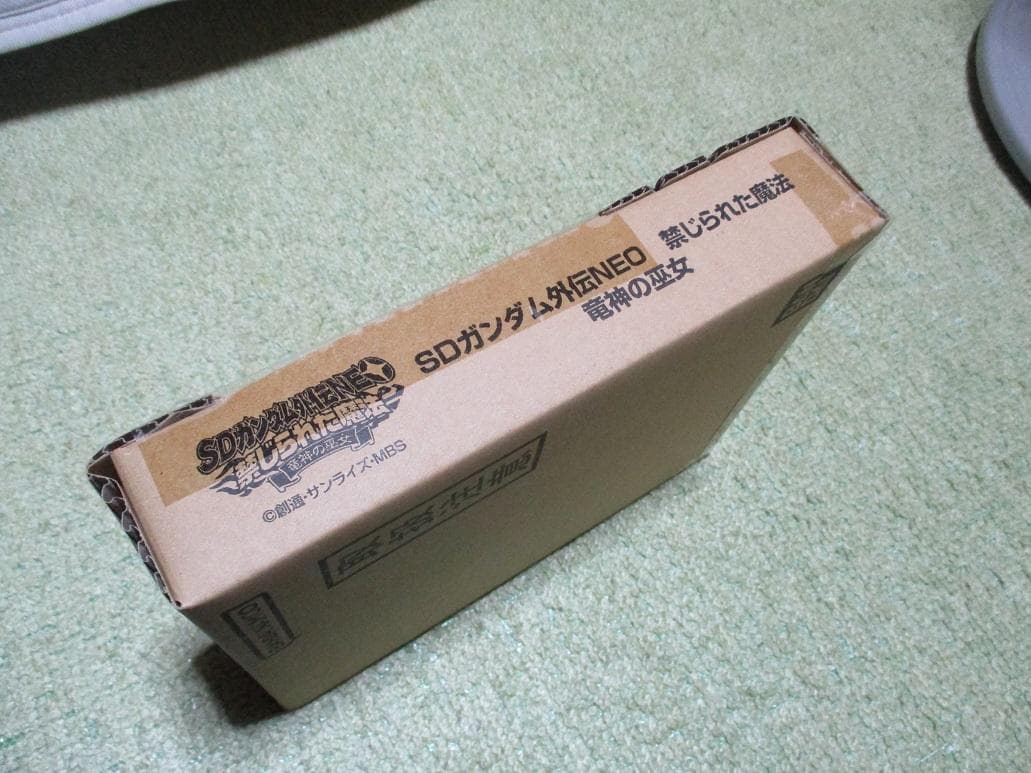 SDガンダム外伝NEO 禁じられた魔法
竜神の巫女
SDガンダム外伝NEO
禁じられた魔法
竜神の巫女
©創通・サンライズ・MBS